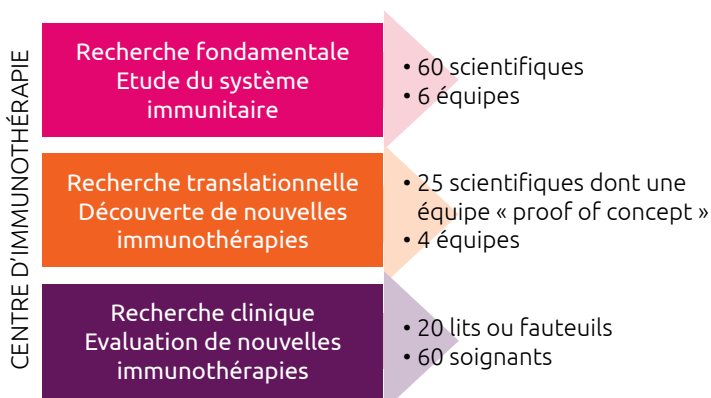 CENTRE D'IMMUNOTHÉRAPIE
Recherche fondamentale
Etude du système
immunitaire
• 60 scientifiques
• 6 équipes
Recherche translationnelle
Découverte de nouvelles
immunothérapies
• 25 scientifiques dont une
équipe « proof of concept »
• 4 équipes
Recherche clinique
Evaluation de nouvelles
immunothérapies
• 20 lits ou fauteuils
• 60 soignants